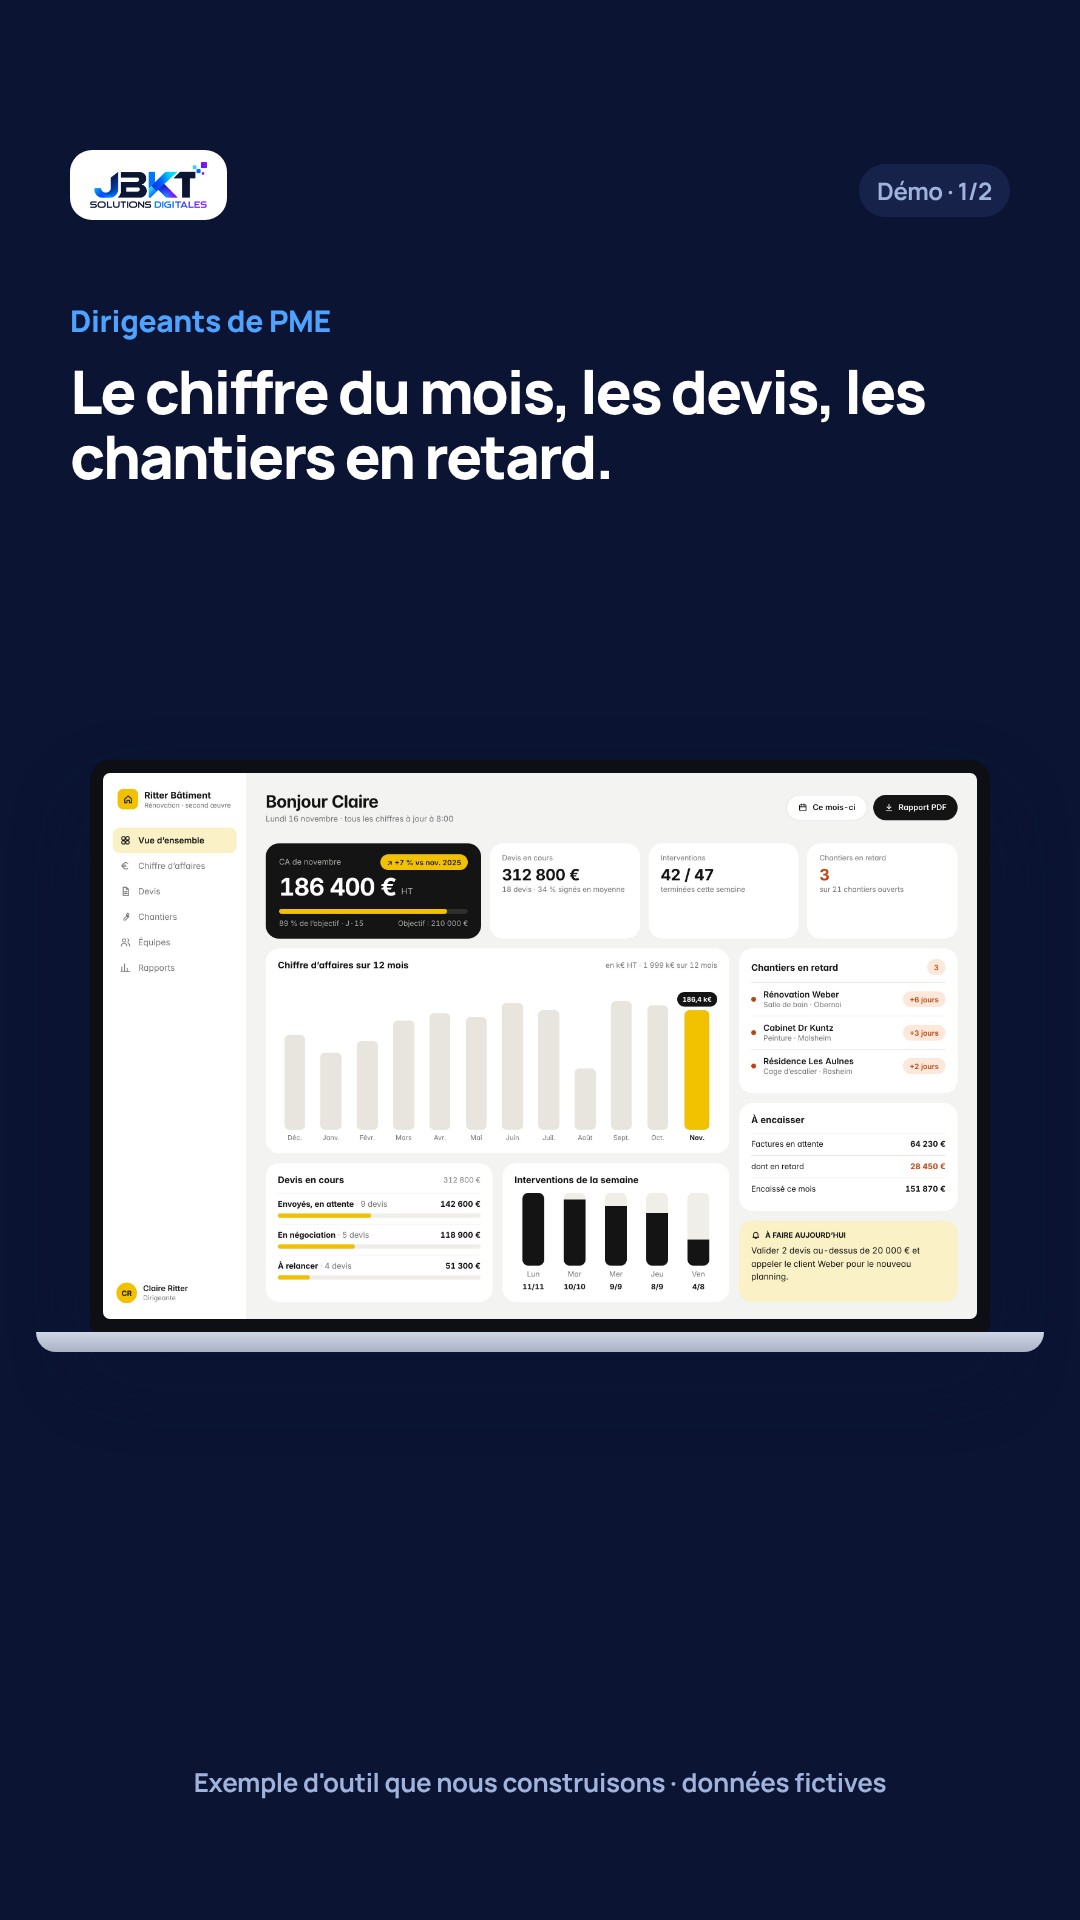 JBKT
SOLUTIONS DIGITALES
Démo · 1/2
Dirigeants de PME
Le chiffre du mois, les devis, les
chantiers en retard.
Ritter Bâtiment
Rénovation · second œuvre
Vue d'ensemble
Chiffre d'affaires
Devis
Chantiers
Équipes
Rapports
CR
Claire Ritter
Dirigeante
Bonjour Claire
Lundi 16 novembre · tous les chiffres à jour à 8:00
Ce mois-ci
Rapport PDF
CA de novembre
↗ +7 % vs nov. 2025
186 400 € HT
89 % de l'objectif · J-15
Objectif : 210 000 €
Devis en cours
312 800 €
18 devis · 34 % signés en moyenne
Interventions
42 / 47
terminées cette semaine
Chantiers en retard
3
sur 21 chantiers ouverts
Chiffre d'affaires sur 12 mois
en k€ HT · 1 999 k€ sur 12 mois
186,4 k€
Déc. Janv. Févr. Mars Avr. Mai Juin Juil. Août Sept. Oct. Nov.
Chantiers en retard
3
Rénovation Weber
Salle de bain · Obernai
+6 jours
Cabinet Dr Kuntz
Peinture · Molsheim
+3 jours
Résidence Les Aulnes
Cage d'escalier · Rosheim
+2 jours
À encaisser
Factures en attente 64 230 €
dont en retard 28 450 €
Encaissé ce mois 151 870 €
Devis en cours
312 800 €
Envoyés, en attente · 9 devis 142 600 €
En négociation · 5 devis 118 900 €
À relancer · 4 devis 51 300 €
Interventions de la semaine
Lun Mar Mer Jeu Ven
11/11 10/10 9/9 8/9 4/8
À FAIRE AUJOURD'HUI
Valider 2 devis au-dessus de 20 000 € et
appeler le client Weber pour le nouveau
planning.
Exemple d'outil que nous construisons · données fictives